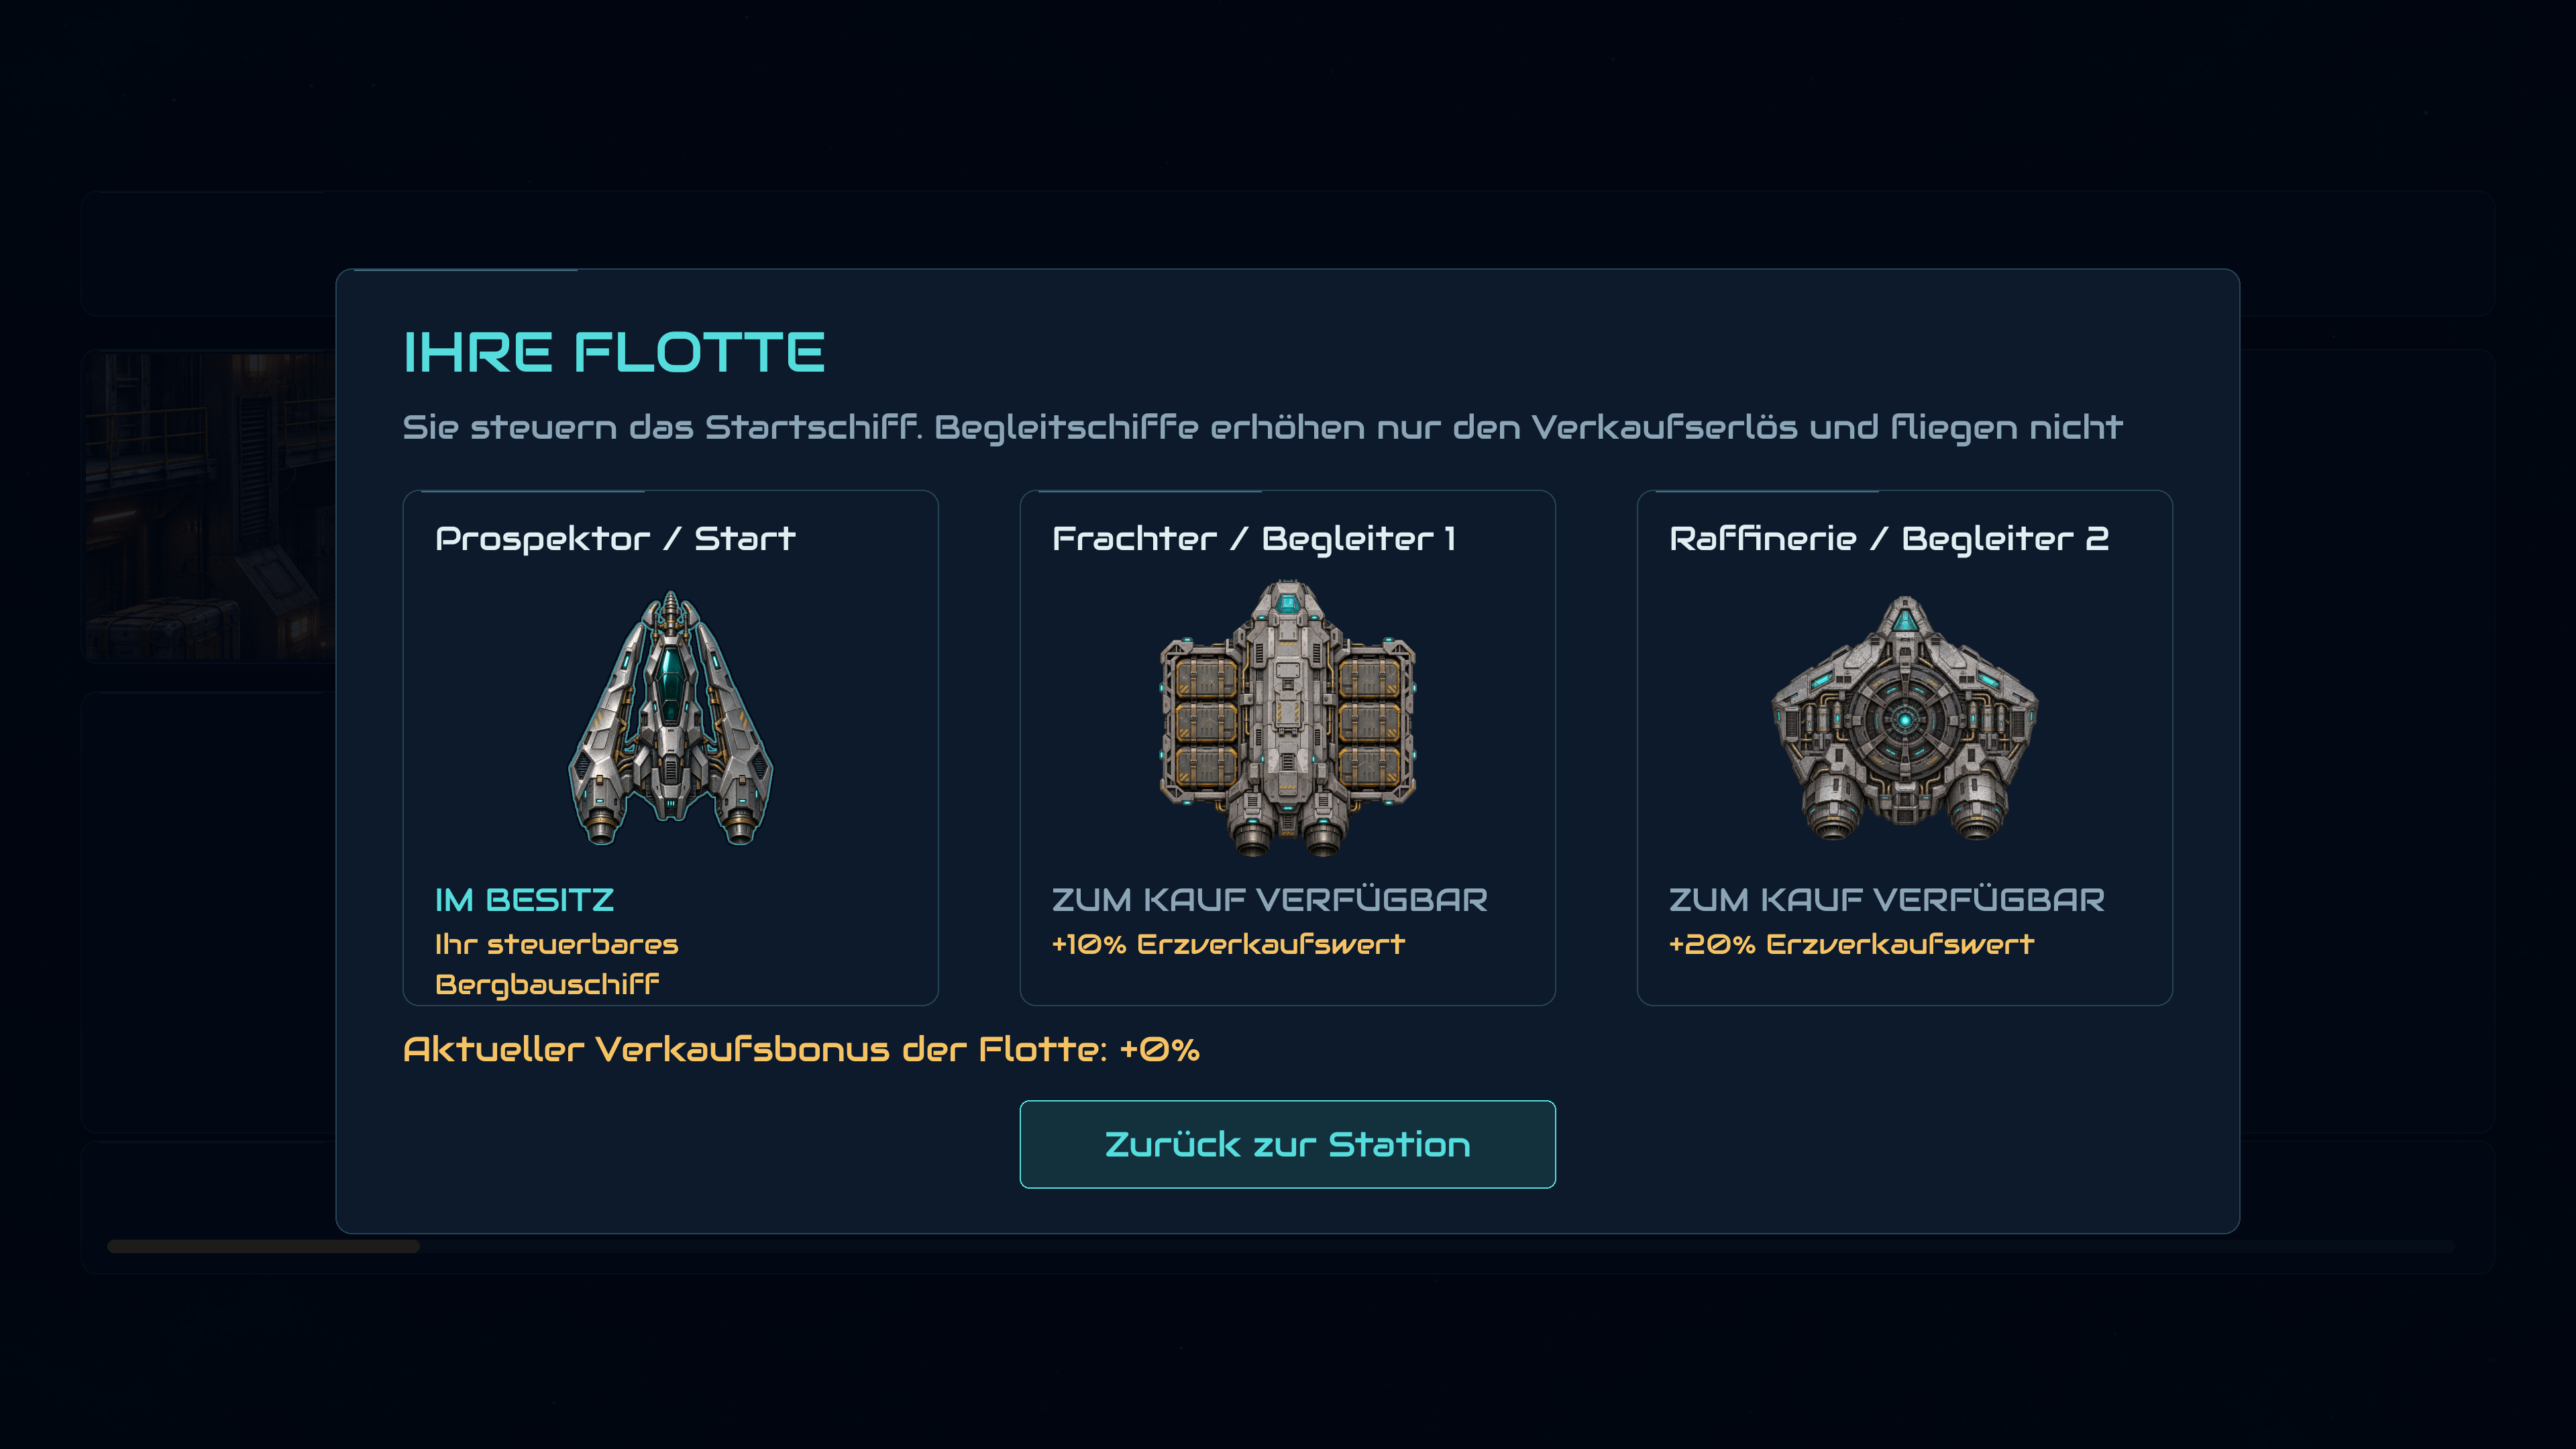 IHRE FLOTTE
Sie steuern das Startschiff. Begleitschiffe erhöhen nur den Verkaufserlös und fliegen nicht
Prospektor / Start
Frachter / Begleiter 1
Raffinerie / Begleiter 2
IM BESITZ
Ihr steuerbares
Bergbauschiff
ZUM KAUF VERFÜGBAR
+10% Erzverkaufswert
ZUM KAUF VERFÜGBAR
+20% Erzverkaufswert
Aktueller Verkaufsbonus der Flotte: +0%
Zurück zur Station